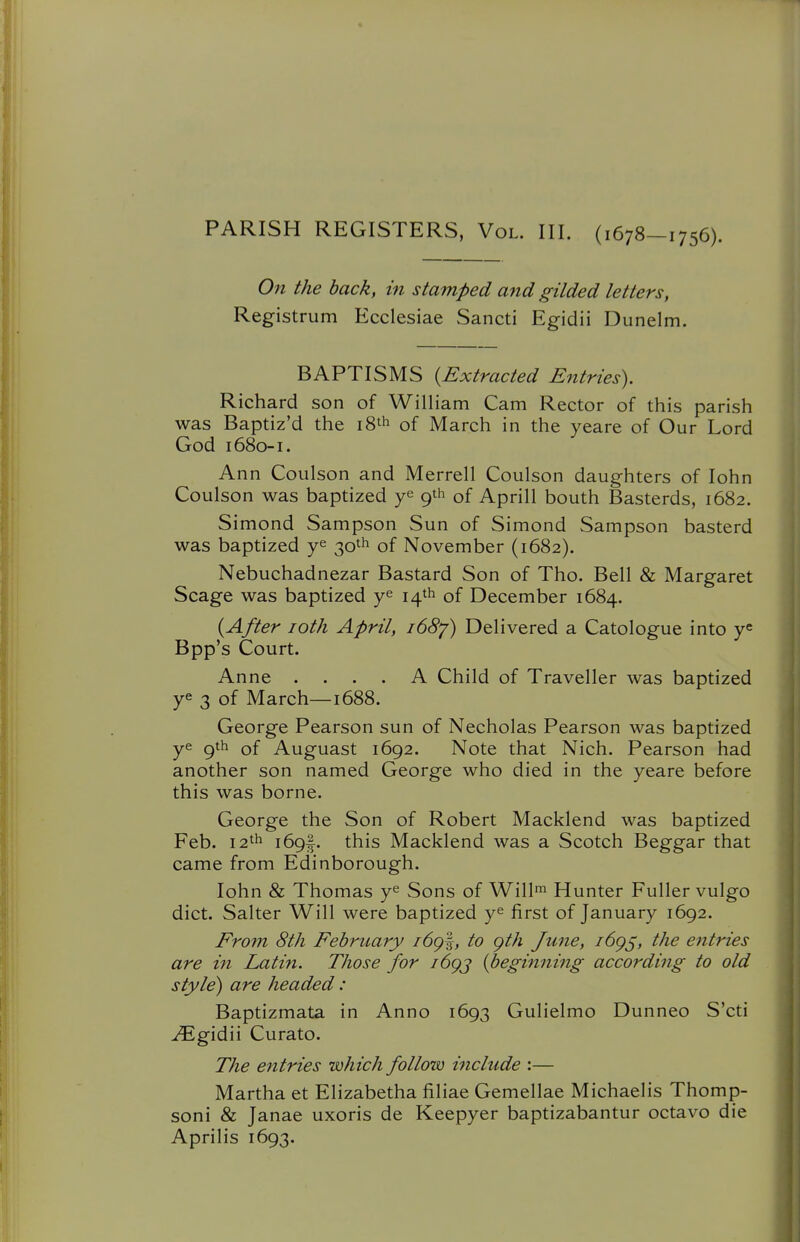 PARISH REGISTERS, VOL. III. (1678—1756).
On the back, in stamped and gilded letters,
Registrum Ecclesiae Sancti Egidii Dunelm.
BAPTISMS (Extracted Entries).
Richard son of William Cam Rector of this parish
was Baptiz'd the 18th of March in the yeare of Our Lord
God 1680-1.
Ann Coulson and Merrell Coulson daughters of Iohn
Coulson was baptized ye 9th of Aprill bouth Basterds, 1682.
Simond Sampson Sun of Simond Sampson basterd
was baptized ye 30th of November (1682).
Nebuchadnezar Bastard Son of Tho. Bell & Margaret
Scage was baptized ye 14th of December 1684.
(After 10th April, 1687) Delivered a Catologue into ye
Bpp's Court.
Anne . . . . A Child of Traveller was baptized
ye 3 of March—1688.
George Pearson sun of Necholas Pearson was baptized
ye 9th of Auguast 1692. Note that Nich. Pearson had
another son named George who died in the yeare before
this was borne.
George the Son of Robert Macklend was baptized
Feb. 12th 169⅔. this Macklend was a Scotch Beggar that
came from Edinborough.
Iohn & Thomas ye Sons of Willm Hunter Fuller vulgo
dict. Salter Will were baptized ye first of January 1692.
From 8th February 169⅔, to 9th June, 1695, the entries
are in Latin. Those for 1693 (beginning according to old
style) are headed :
Baptizmata in Anno 1693 Gulielmo Dunneo S'cti
Ægidii Curato.
The entries which follow include :—
Martha et Elizabetha filiae Gemellae Michaelis Thomp-
soni & Janae uxoris de Keepyer baptizabantur octavo die
Aprilis 1693.